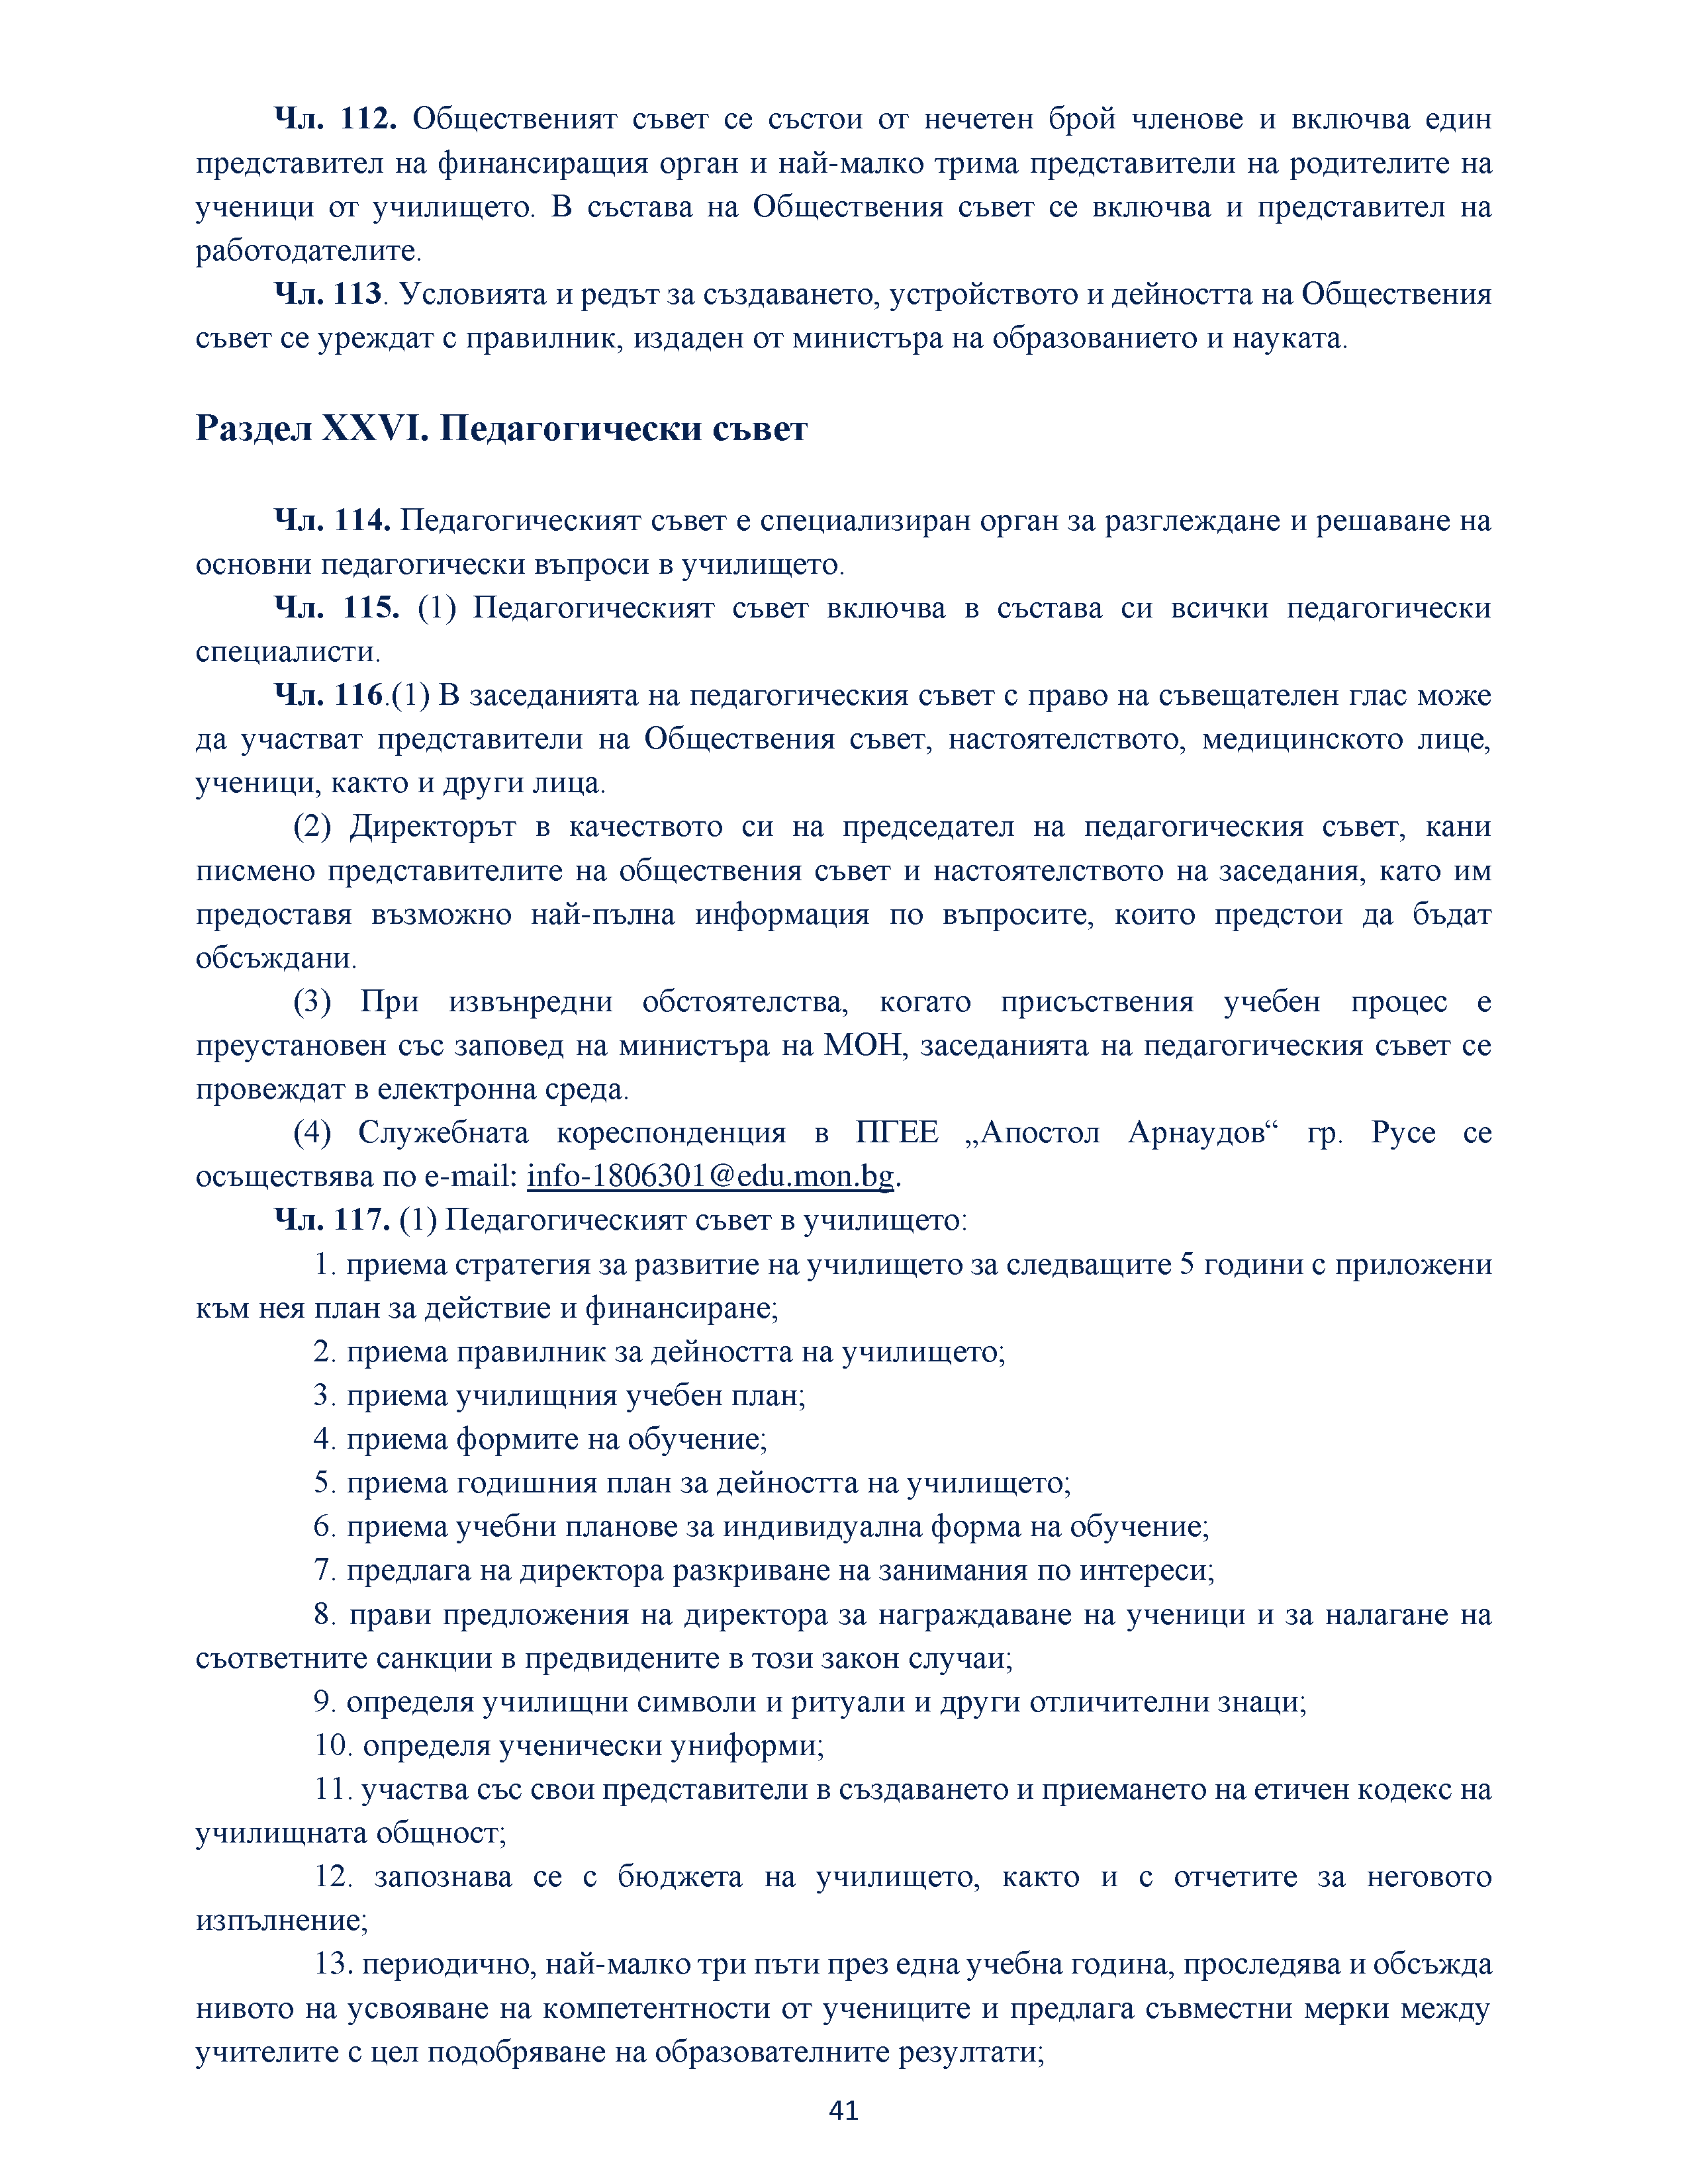 Чл. 112. Общественият съвет се състои от нечетен брой членове и включва един
представител на финансиращия орган и най-малко трима представители на родителите на
ученици от училището. В състава на Обществения съвет се включва и представител на
работодателите.
Чл. 113. Условията и редът за създаването, устройството и дейността на Обществения
съвет се уреждат с правилник, издаден от министъра на образованието и науката.
Раздел XXVI. Педагогически съвет
Чл. 114. Педагогическият съвет е специализиран орган за разглеждане и решаване на
основни педагогически въпроси в училището.
Чл. 115. (1) Педагогическият съвет включва в състава си всички педагогически
специалисти.
Чл. 116.(1) В заседанията на педагогическия съвет с право на съвещателен глас може
да участват представители на Обществения съвет, настоятелството, медицинското лице,
ученици, както и други лица.
(2) Директорът в качеството си на председател на педагогическия съвет, кани
писмено представителите на обществения съвет и настоятелството на заседания, като им
предоставя възможно най-пълна информация по въпросите, които предстои да бъдат
обсъждани.
(3) При извънредни обстоятелства, когато присъствения учебен процес е
преустановен със заповед на министъра на МОН, заседанията на педагогическия съвет се
провеждат в електронна среда.
(4) Служебната кореспонденция в ПГЕЕ „Апостол Арнаудов“ гр. Русе се
осъществява по e-mail: info-1806301@edu.mon.bg.
Чл. 117. (1) Педагогическият съвет в училището:
1. приема стратегия за развитие на училището за следващите 5 години с приложени
към нея план за действие и финансиране;
2. приема правилник за дейността на училището;
3. приема училищния учебен план;
4. приема формите на обучение;
5. приема годишния план за дейността на училището;
6. приема учебни планове за индивидуална форма на обучение;
7. предлага на директора разкриване на занимания по интереси;
8. прави предложения на директора за награждаване на ученици и за налагане на
съответните санкции в предвидените в този закон случаи;
9. определя училищни символи и ритуали и други отличителни знаци;
10. определя ученически униформи;
11. участва със свои представители в създаването и приемането на етичен кодекс на
училищната общност;
12. запознава се с бюджета на училището, както и с отчетите за неговото
изпълнение;
13. периодично, най-малко три пъти през една учебна година, проследява и обсъжда
нивото на усвояване на компетентности от учениците и предлага съвместни мерки между
учителите с цел подобряване на образователните резултати;
41